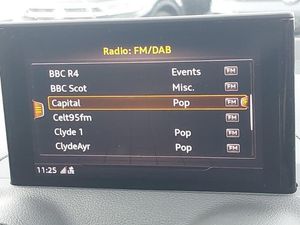 Radio: FM/DAB
BBC R4 Events FM
BBC Scot Misc. FM
Capital Pop FM
Celt95fm FM
Clyde 1 Pop FM
ClydeAyr Pop FM
11:25